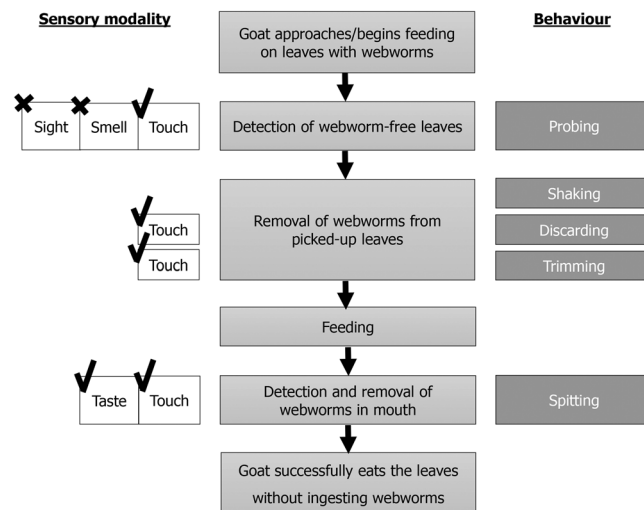 Sensory modality
Behaviour
Goat approaches/begins feeding
on leaves with webworms
Sight
Smell
Touch
Detection of webworm-free leaves
Probing
Touch
Touch
Removal of webworms from
picked-up leaves
Shaking
Discarding
Trimming
Feeding
Taste
Touch
Detection and removal of
webworms in mouth
Spitting
Goat successfully eats the leaves
without ingesting webworms